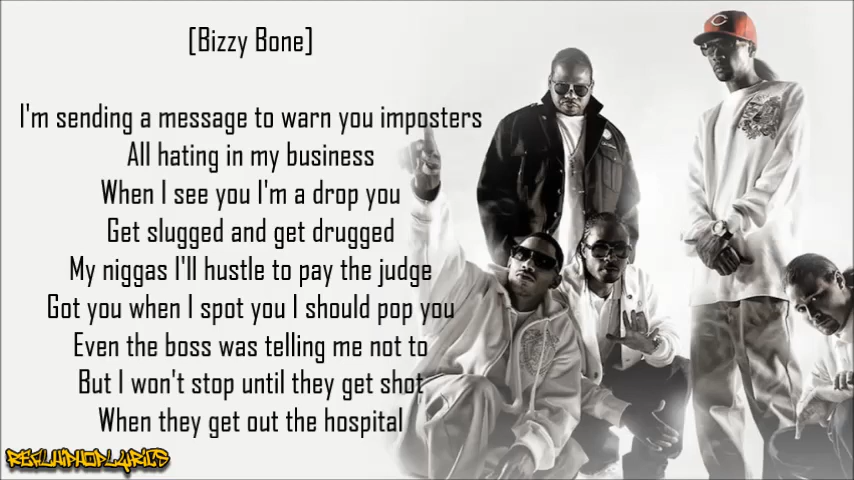 [Bizzy Bone]
I'm sending a message to warn you imposters
All hating in my business
When I see you I'm a drop you
Get slugged and get drugged
My niggas I'll hustle to pay the judge
Got you when I spot you I should pop you
Even the boss was telling me not to
But I won't stop until they get shot
When they get out the hospital
REALHIPHOPLYRICS
C